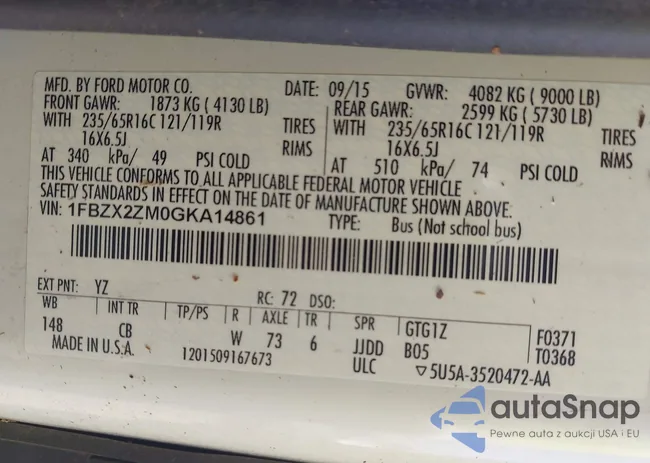 MFD. BY FORD MOTOR CO.
DATE: 09/15 GVWR: 4082 KG ( 9000 LB)
FRONT GAWR: 1873 KG ( 4130 LB)
REAR GAWR: 2599 KG ( 5730 LB)
WITH 235/65R16C 121/119R TIRES
WITH 235/65R16C 121/119R TIRES
16X6.5J RIMS
16X6.5J RIMS
AT 340 kPa/ 49 PSI COLD
AT 510 kPa/ 74 PSI COLD
THIS VEHICLE CONFORMS TO ALL APPLICABLE FEDERAL MOTOR VEHICLE
SAFETY STANDARDS IN EFFECT ON THE DATE OF MANUFACTURE SHOWN ABOVE.
VIN: 1FBZX2ZM0GKA14861
TYPE: Bus (Not school bus)
EXT PNT: YZ RC: 72 DSO:
WB INT TR TP/PS R AXLE TR SPR GTG1Z F0371
148 CB W 73 6 JJDD B05 T0368
MADE IN U.S.A. 1201509167673 ULC ▽5U5A-3520472-AA
autaSnap
Pewne auta z aukcji USA i EU